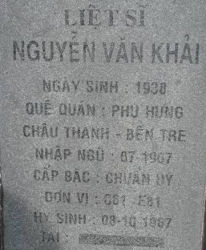 LIỆT SĨ
NGUYỄN VĂN KHẢI
NGÀY SINH : 1938
QUÊ QUÁN : PHÚ HƯNG
CHÂU THÀNH - BẾN TRE
NHẬP NGŨ : 07-1967
CẤP BẬC : CHUẨN ÚY
ĐƠN VỊ : C61 - E81
HY SINH : 08-10-1967
TẠI :